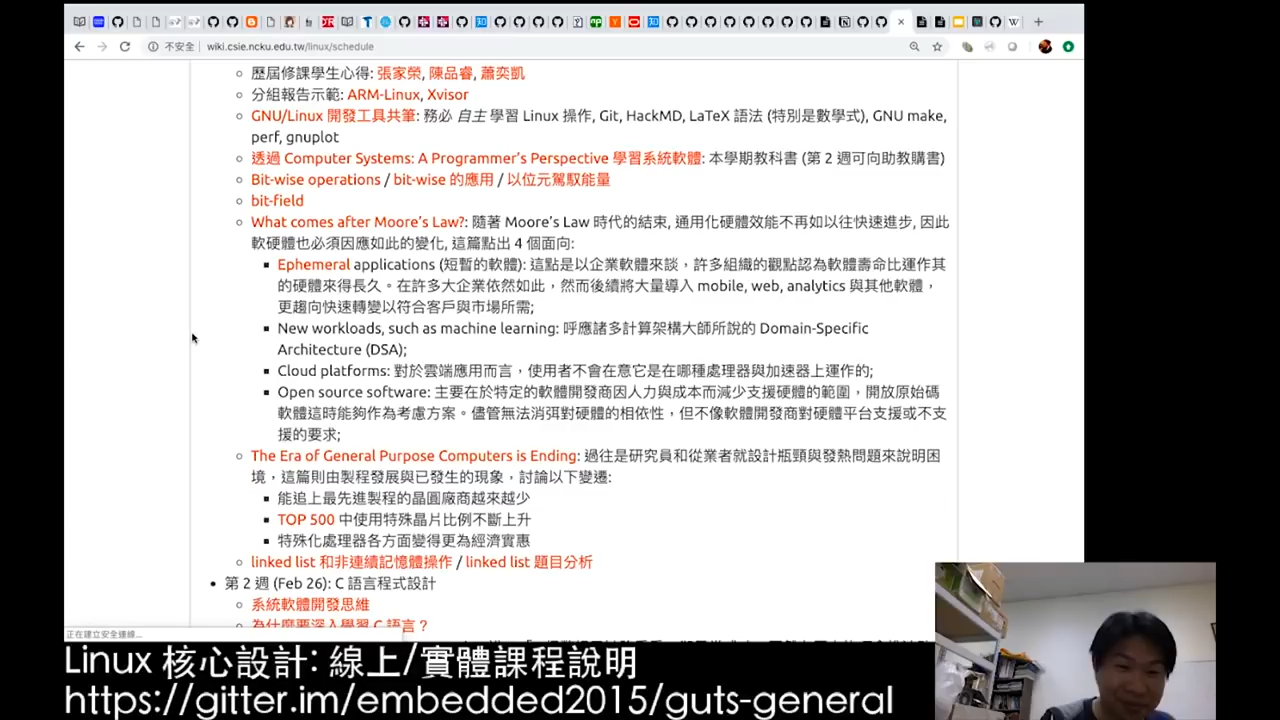 不安全 wiki.csie.ncku.edu.tw/linux/schedule
歷屆修課學生心得: 張家榮, 陳品睿, 蕭奕凱
分組報告示範: ARM-Linux, Xvisor
GNU/Linux 開發工具共筆: 務必 自主 學習 Linux 操作, Git, HackMD, LaTeX 語法 (特別是數學式), GNU make,
perf, gnuplot
透過 Computer Systems: A Programmer's Perspective 學習系統軟體: 本學期教科書 (第 2 週可向助教購書)
Bit-wise operations / bit-wise 的應用 / 以位元駕馭能量
bit-field
What comes after Moore's Law?: 隨著 Moore's Law 時代的結束, 通用化硬體效能不再如以往快速進步, 因此
軟硬體也必須因應如此的變化, 這篇點出 4 個面向:
Ephemeral applications (短暫的軟體): 這點是以企業軟體來談，許多組織的觀點認為軟體壽命比運作其
的硬體來得長久。在許多大企業依然如此，然而後續將大量導入 mobile, web, analytics 與其他軟體，
更趨向快速轉變以符合客戶與市場所需;
New workloads, such as machine learning: 呼應諸多計算架構大師所說的 Domain-Specific
Architecture (DSA);
Cloud platforms: 對於雲端應用而言，使用者不會在意它是在哪種處理器與加速器上運作的;
Open source software: 主要在於特定的軟體開發商因人力與成本而減少支援硬體的範圍，開放原始碼
軟體這時能夠作為考慮方案。儘管無法消弭對硬體的相依性，但不像軟體開發商對硬體平台支援或不支
援的要求;
The Era of General Purpose Computers is Ending: 過往是研究員和從業者就設計瓶頸與發熱問題來說明困
境，這篇則由製程發展與已發生的現象，討論以下變遷:
能追上最先進製程的晶圓廠商越來越少
TOP 500 中使用特殊晶片比例不斷上升
特殊化處理器各方面變得更為經濟實惠
linked list 和非連續記憶體操作 / linked list 題目分析
第 2 週 (Feb 26): C 語言程式設計
系統軟體開發思維
為什麼要深入學習 C 語言？
正在建立安全連線...
Linux 核心設計: 線上/實體課程說明
https://gitter.im/embedded2015/guts-general